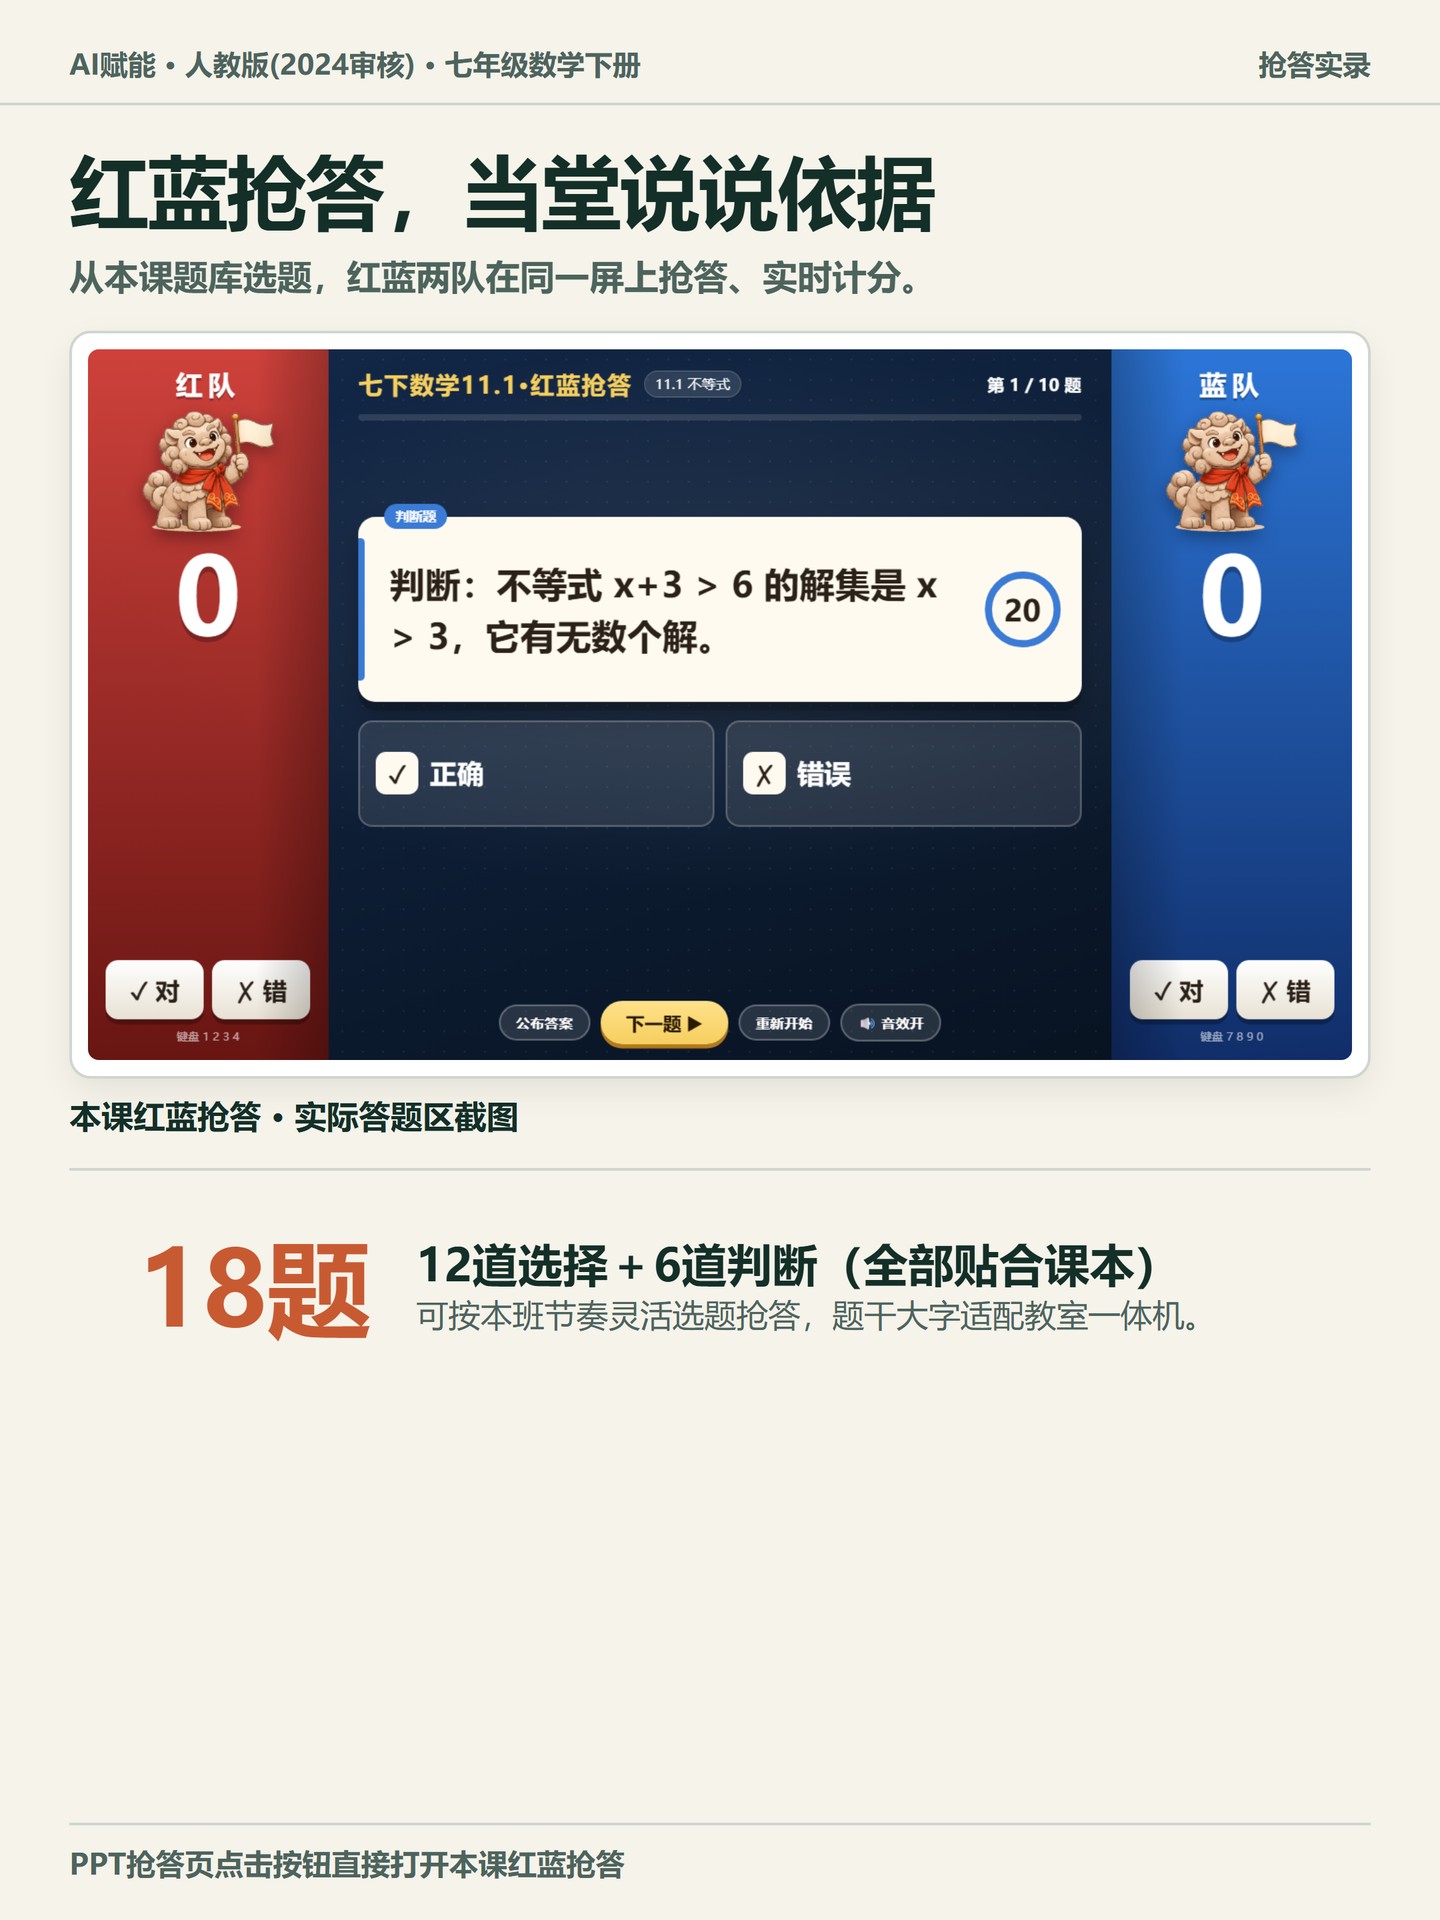 AI赋能 • 人教版(2024审核) • 七年级数学下册
抢答实录
红蓝抢答，当堂说说依据
从本课题库选题，红蓝两队在同一屏上抢答、实时计分。
红队
0
✓ 对
✗ 错
键盘 1 2 3 4
七下数学11.1•红蓝抢答
11.1 不等式
第 1 / 10 题
判断题
判断：不等式 x+3 > 6 的解集是 x
> 3，它有无数个解。
20
✓ 正确
✗ 错误
公布答案
下一题 ▶
重新开始
🔊 音效开
蓝队
0
✓ 对
✗ 错
键盘 7 8 9 0
本课红蓝抢答 • 实际答题区截图
18题
12道选择 + 6道判断（全部贴合课本）
可按本班节奏灵活选题抢答，题干大字适配教室一体机。
PPT抢答页点击按钮直接打开本课红蓝抢答